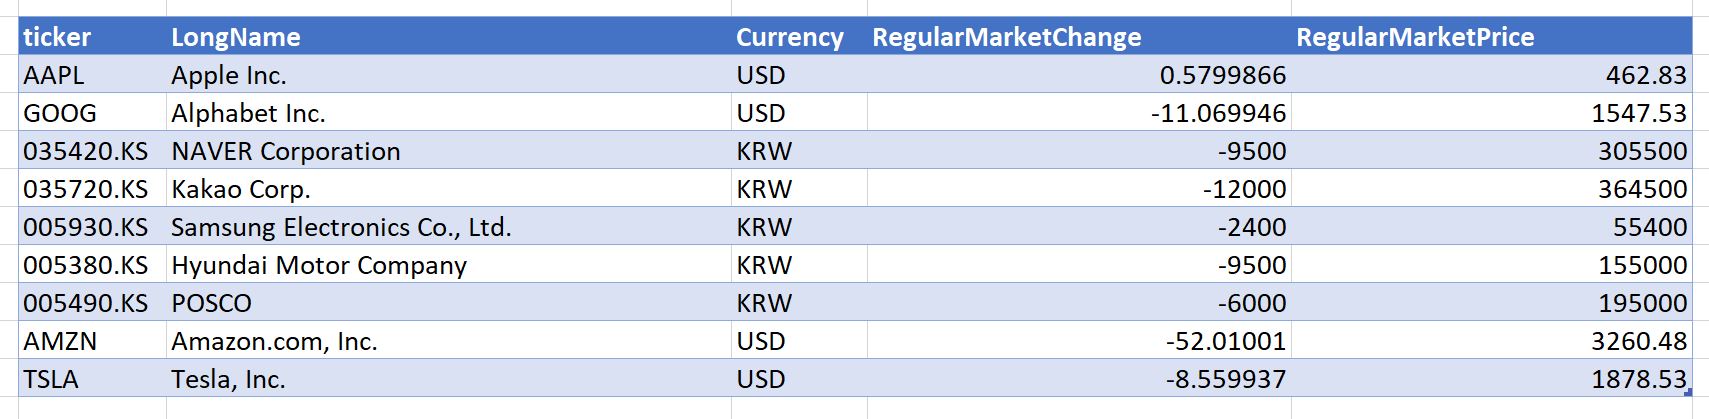 ticker LongName Currency RegularMarketChange RegularMarketPrice
AAPL Apple Inc. USD 0.5799866 462.83
GOOG Alphabet Inc. USD -11.069946 1547.53
035420.KS NAVER Corporation KRW -9500 305500
035720.KS Kakao Corp. KRW -12000 364500
005930.KS Samsung Electronics Co., Ltd. KRW -2400 55400
005380.KS Hyundai Motor Company KRW -9500 155000
005490.KS POSCO KRW -6000 195000
AMZN Amazon.com, Inc. USD -52.01001 3260.48
TSLA Tesla, Inc. USD -8.559937 1878.53